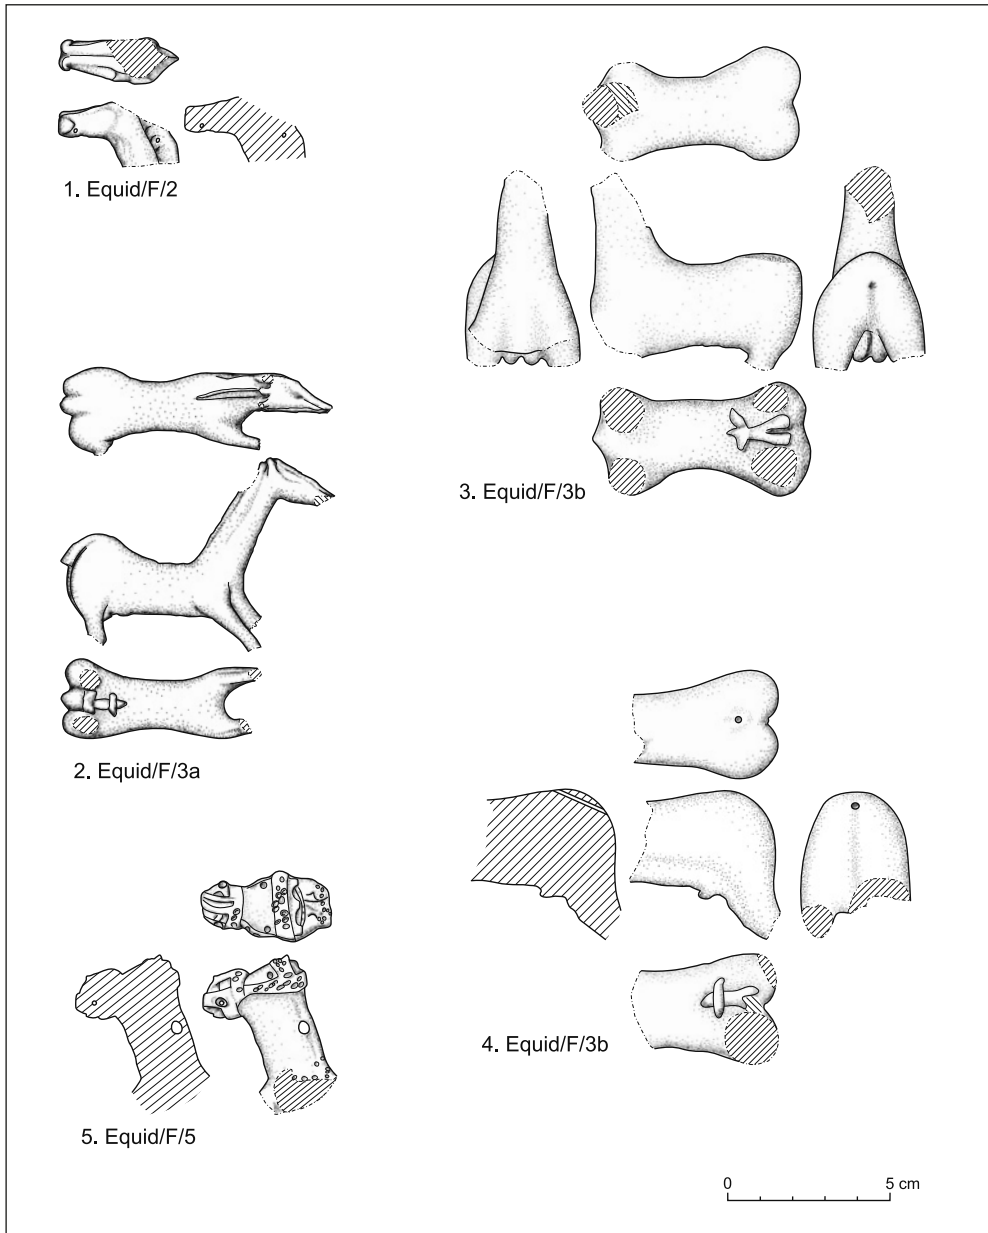 1. Equid/F/2
2. Equid/F/3a
3. Equid/F/3b
4. Equid/F/3b
5. Equid/F/5
0 5 cm